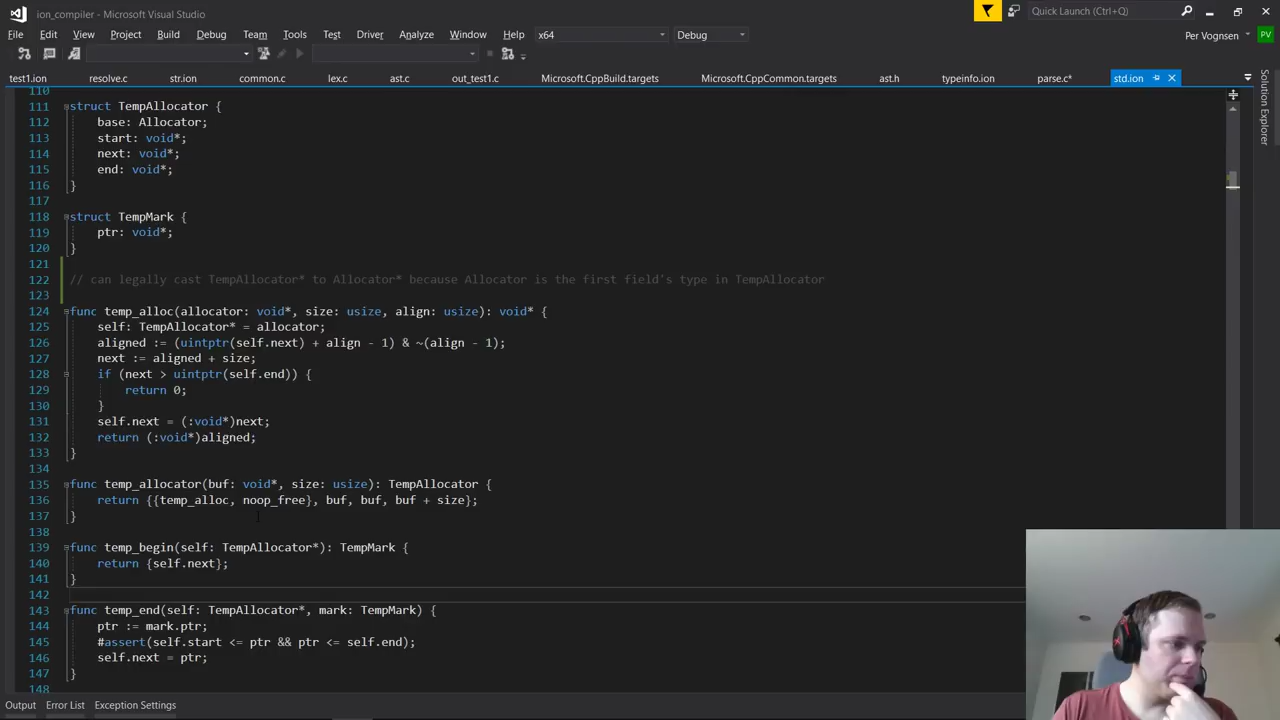 ion_compiler - Microsoft Visual Studio
Quick Launch (Ctrl+Q)
File Edit View Project Build Debug Team Tools Test Driver Analyze Window Help x64 Debug Per Vognsen PV
test1.ion resolve.c str.ion common.c lex.c ast.c out_test1.c Microsoft.CppBuild.targets Microsoft.CppCommon.targets ast.h typeinfo.ion parse.c* std.ion
Solution Explorer
110
111 struct TempAllocator {
112 base: Allocator;
113 start: void*;
114 next: void*;
115 end: void*;
116 }
117
118 struct TempMark {
119 ptr: void*;
120 }
121
122 // can legally cast TempAllocator* to Allocator* because Allocator is the first field's type in TempAllocator
123
124 func temp_alloc(allocator: void*, size: usize, align: usize): void* {
125 self: TempAllocator* = allocator;
126 aligned := (uintptr(self.next) + align - 1) & ~(align - 1);
127 next := aligned + size;
128 if (next > uintptr(self.end)) {
129 return 0;
130 }
131 self.next = (:void*)next;
132 return (:void*)aligned;
133 }
134
135 func temp_allocator(buf: void*, size: usize): TempAllocator {
136 return {{temp_alloc, noop_free}, buf, buf, buf + size};
137 }
138
139 func temp_begin(self: TempAllocator*): TempMark {
140 return {self.next};
141 }
142
143 func temp_end(self: TempAllocator*, mark: TempMark) {
144 ptr := mark.ptr;
145 #assert(self.start <= ptr && ptr <= self.end);
146 self.next = ptr;
147 }
148
Output Error List Exception Settings